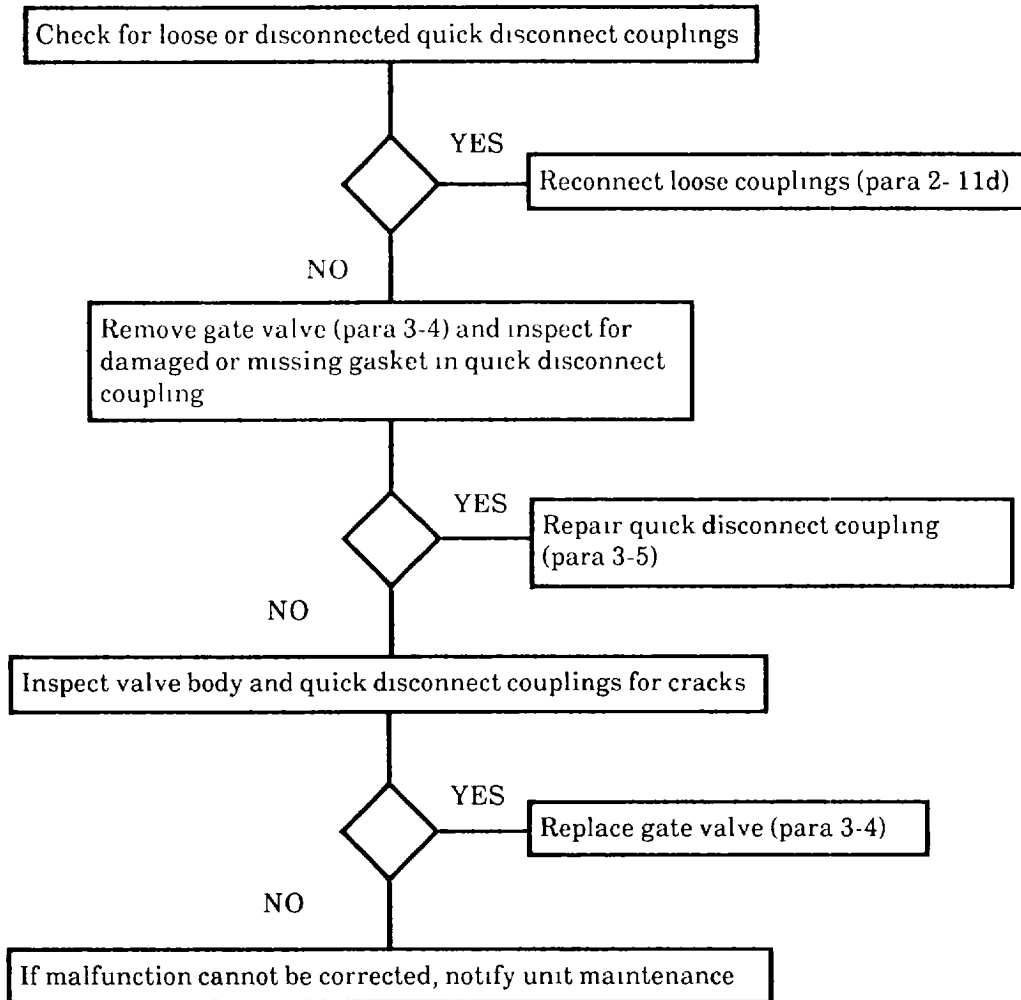 Check for loose or disconnected quick disconnect couplings
YES
Reconnect loose couplings (para 2- 11d)
NO
Remove gate valve (para 3-4) and inspect for
damaged or missing gasket in quick disconnect
coupling
YES
Repair quick disconnect coupling
(para 3-5)
NO
Inspect valve body and quick disconnect couplings for cracks
YES
Replace gate valve (para 3-4)
NO
If malfunction cannot be corrected, notify unit maintenance